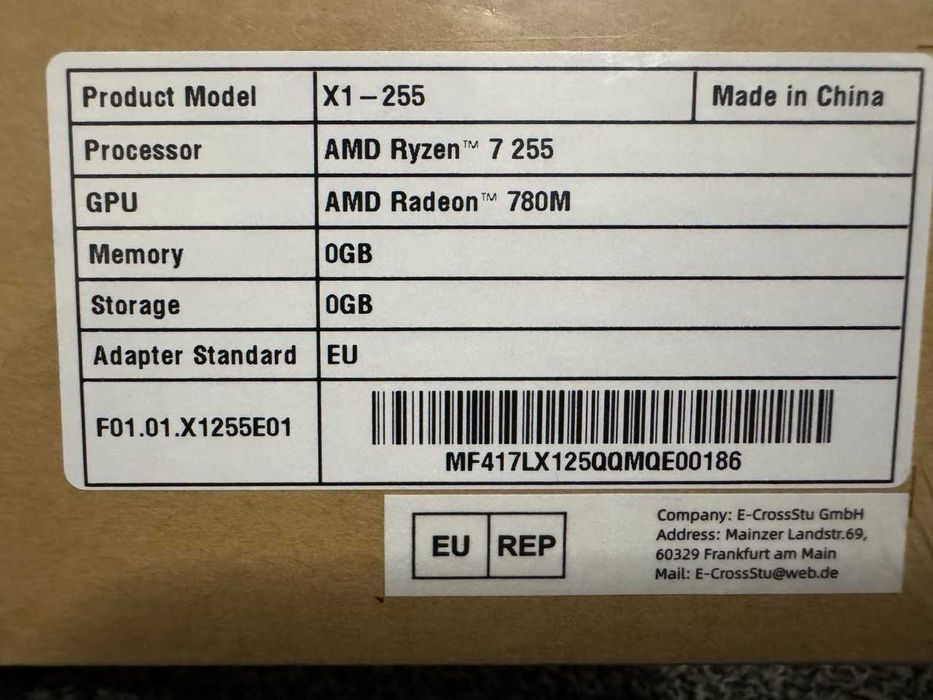 Product Model X1-255 Made in China
Processor AMD Ryzen™ 7 255
GPU AMD Radeon™ 780M
Memory 0GB
Storage 0GB
Adapter Standard EU
F01.01.X1255E01
MF417LX125QQMQE00186
EU REP
Company: E-CrossStu GmbH
Address: Mainzer Landstr.69,
60329 Frankfurt am Main
Mail: E-CrossStu@web.de